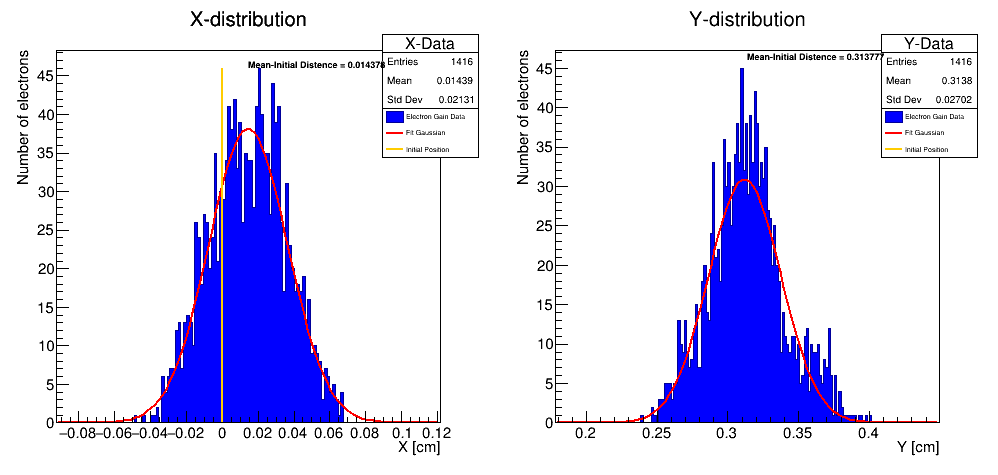 X-distribution
Number of electrons
Mean-Initial Distence = 0.014378
X-Data
Entries 1416
Mean 0.01439
Std Dev 0.02131
Electron Gain Data
Fit Gaussian
Initial Position
45
40
35
30
25
20
15
10
5
0
−0.08 −0.06 −0.04 −0.02 0 0.02 0.04 0.06 0.08 0.1 0.12
X [cm]
Y-distribution
Number of electrons
Mean-Initial Distence = 0.313777
Y-Data
Entries 1416
Mean 0.3138
Std Dev 0.02702
Electron Gain Data
Fit Gaussian
Initial Position
45
40
35
30
25
20
15
10
5
0
0.2 0.25 0.3 0.35 0.4
Y [cm]